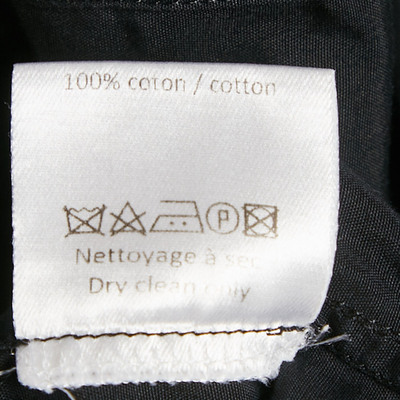 100% coton / cotton
P
Nettoyage à sec
Dry clean only